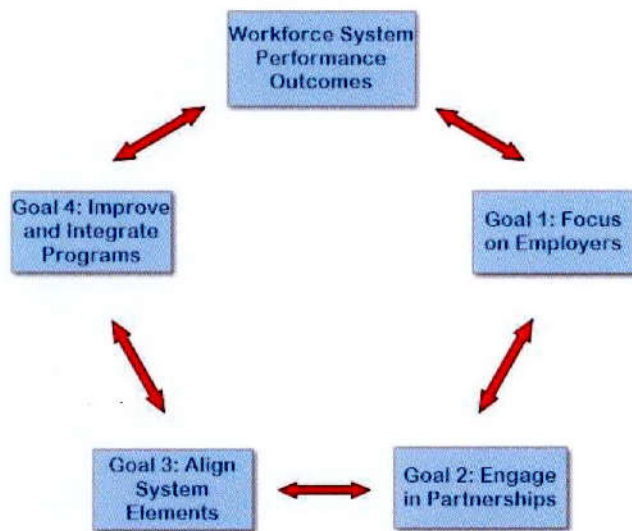 Workforce System
Performance
Outcomes
Goal 4: Improve
and Integrate
Programs
Goal 1: Focus
on Employers
Goal 3: Align
System
Elements
Goal 2: Engage
in Partnerships